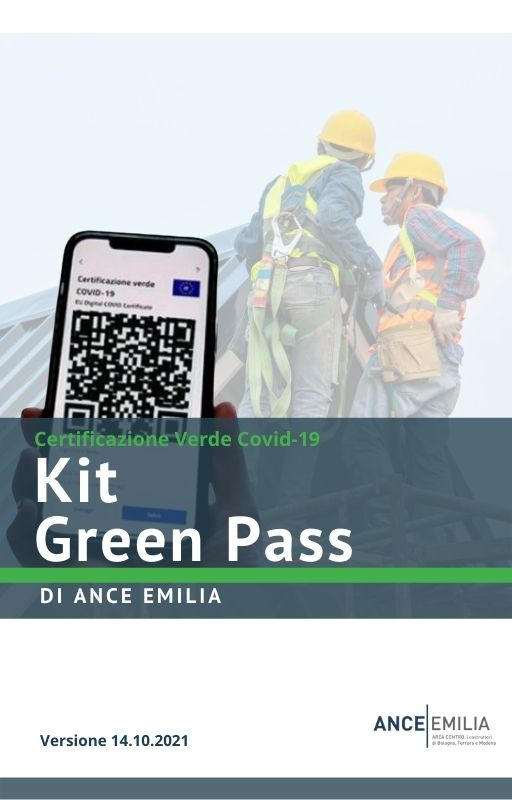 Certificazione verde
COVID-19
EU Digital COVID Certificate
Certificazione Verde Covid-19
Kit
Green Pass
DI ANCE EMILIA
Versione 14.10.2021
ANCE EMILIA
ARCA CENTRO, i costruttori
di Bologna, Ferrara e Modena